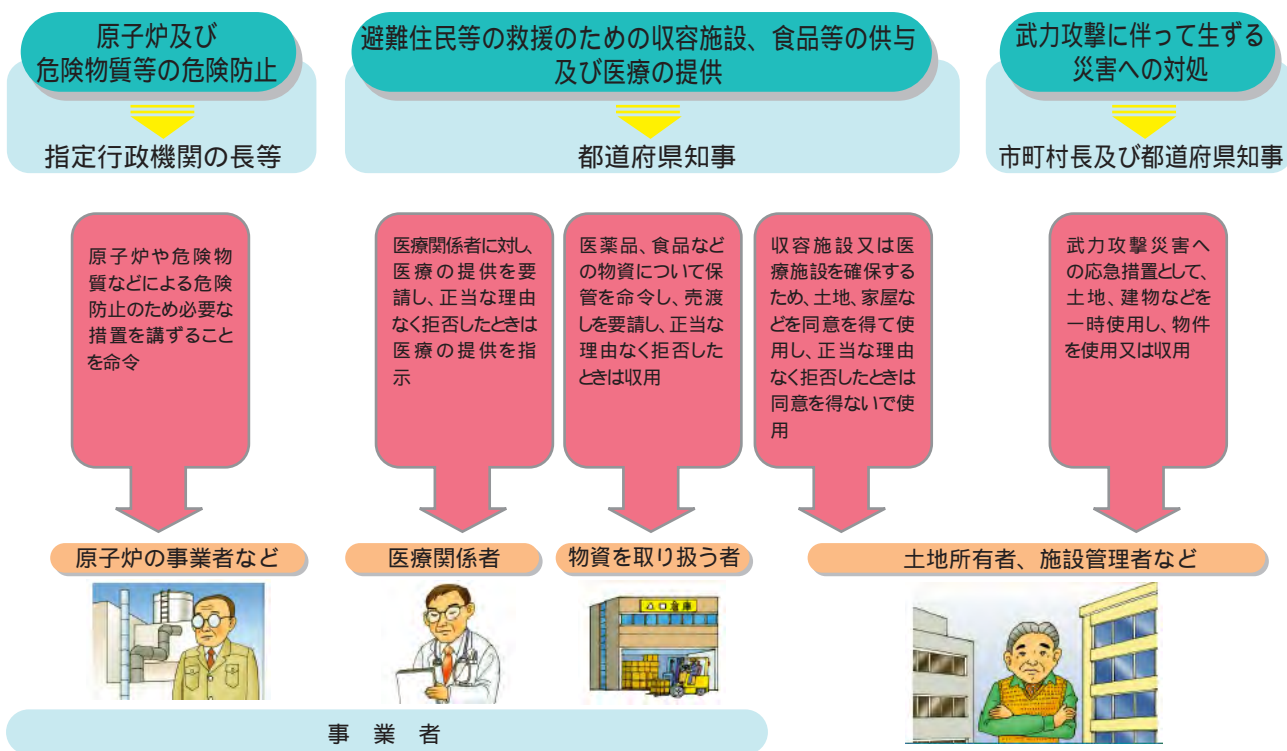 原子炉及び
危険物質等の危険防止
指定行政機関の長等
避難住民等の救援のための収容施設、食品等の供与
及び医療の提供
都道府県知事
武力攻撃に伴って生ずる
災害への対処
市町村長及び都道府県知事
原子炉や危険物
質などによる危険
防止のため必要な
措置を講ずること
を命令
医療関係者に対し、
医療の提供を要
請し、正当な理由
なく拒否したときは
医療の提供を指
示
医薬品、食品など
の物資について保
管を命令し、売渡
しを要請し、正当な
理由なく拒否した
ときは収用
収容施設又は医
療施設を確保する
ため、土地、家屋な
どを同意を得て使
用し、正当な理由
なく拒否したときは
同意を得ないで使
用
武力攻撃災害へ
の応急措置として、
土地、建物などを
一時使用し、物件
を使用又は収用
原子炉の事業者など
医療関係者
物資を取り扱う者
土地所有者、施設管理者など
△□倉庫
事業者